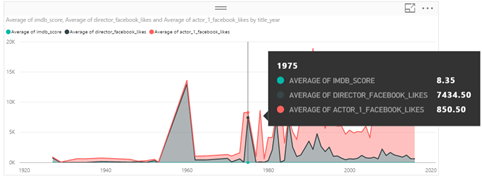 Average of imdb_score, Average of director_facebook_likes and Average of actor_1_facebook_likes by title_year
Average of imdb_score Average of director_facebook_likes Average of actor_1_facebook_likes
20K
15K
10K
5K
0K
1920 1940 1960 1980 2000 2020
1975
AVERAGE OF IMDB_SCORE 8.35
AVERAGE OF DIRECTOR_FACEBOOK_LIKES 7434.50
AVERAGE OF ACTOR_1_FACEBOOK_LIKES 850.50